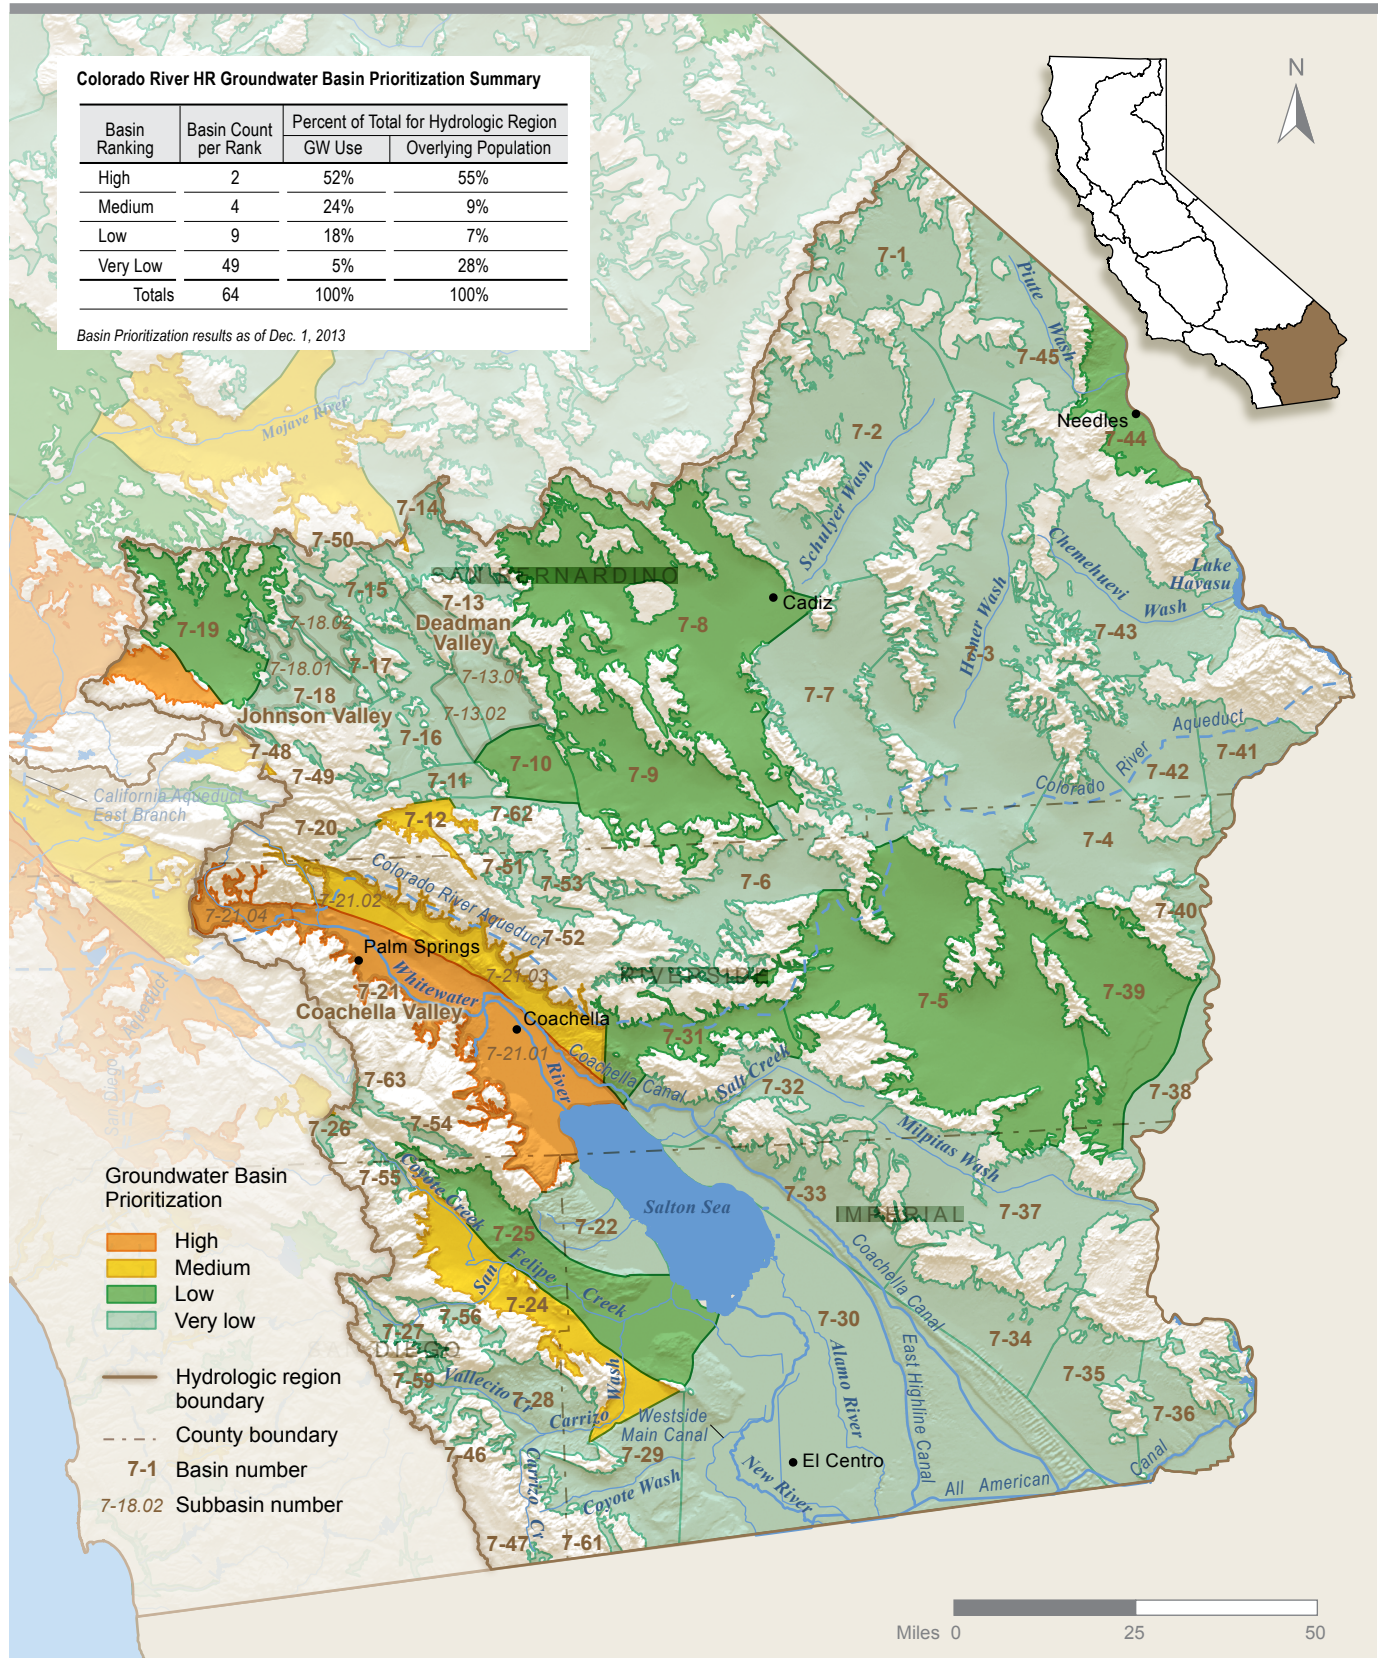 Colorado River HR Groundwater Basin Prioritization Summary
Basin Ranking
Basin Count per Rank
Percent of Total for Hydrologic Region
GW Use
Overlying Population
High 2 52% 55%
Medium 4 24% 9%
Low 9 18% 7%
Very Low 49 5% 28%
Totals 64 100% 100%
Basin Prioritization results as of Dec. 1, 2013
N
7-1
Piute Wash
7-45
Needles
7-44
Mojave River
7-2
Schulyer Wash
7-14
7-50
SAN BERNARDINO
7-15
7-13
Deadman
Valley
Cadiz
Chemehuevi Wash
Lake
Havasu
7-19
7-18.02
7-8
Homer Wash
7-3
7-43
7-18.01
7-17
7-13.01
7-18
Johnson Valley
7-13.02
7-7
7-16
7-48
7-49
7-10
7-9
7-11
Colorado River Aqueduct
7-41
7-42
California Aqueduct
East Branch
7-20
7-12
7-62
7-4
7-51
7-53
7-6
Colorado River Aqueduct
7-21.02
7-21.04
7-40
7-52
Palm Springs
7-21.03
RIVERSIDE
7-21
Coachella Valley
Whitewater River
Coachella
7-5
7-39
San Diego Aqueduct
7-21.01
7-31
Coachella Canal
Salt Creek
7-32
7-38
7-63
7-54
7-26
Milpitas Wash
7-55
Coyote Creek
7-33
7-37
Salton Sea
IMPERIAL
7-22
7-25
San Felipe Creek
Coachella Canal
7-24
7-30
7-34
7-56
7-27
DIEGO
Alamo River
East Highline Canal
7-35
7-59
Vallecito Cr
7-28
Carrizo Wash
Westside
Main Canal
7-36
7-46
7-29
El Centro
Carrizo Cr
Coyote Wash
New River
All American Canal
7-47
7-61
Groundwater Basin
Prioritization
High
Medium
Low
Very low
Hydrologic region
boundary
County boundary
7-1 Basin number
7-18.02 Subbasin number
Miles 0 25 50